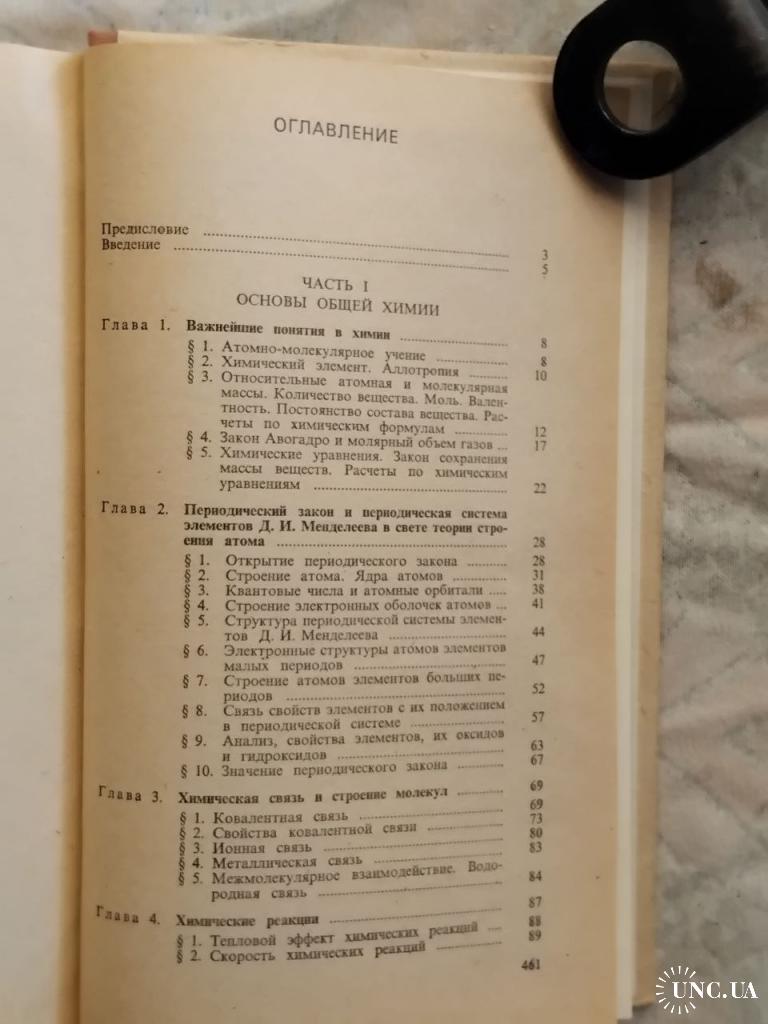 ОГЛАВЛЕНИЕ
Предисловие 3
Введение 5
ЧАСТЬ I
ОСНОВЫ ОБЩЕЙ ХИМИИ
Глава 1. Важнейшие понятия в химии 8
§ 1. Атомно-молекулярное учение 8
§ 2. Химический элемент. Аллотропия 10
§ 3. Относительные атомная и молекулярная
массы. Количество вещества. Моль. Вален-
тность. Постоянство состава вещества. Рас-
четы по химическим формулам 12
§ 4. Закон Авогадро и молярный объем газов ... 17
§ 5. Химические уравнения. Закон сохранения
массы веществ. Расчеты по химическим
уравнениям 22
Глава 2. Периодический закон и периодическая система
элементов Д. И. Менделеева в свете теории стро-
ения атома 28
§ 1. Открытие периодического закона 28
§ 2. Строение атома. Ядра атомов 31
§ 3. Квантовые числа и атомные орбитали 38
§ 4. Строение электронных оболочек атомов ... 41
§ 5. Структура периодической системы элемен-
тов Д. И. Менделеева 44
§ 6. Электронные структуры атомов элементов
малых периодов 47
§ 7. Строение атомов элементов больших пе-
риодов 52
§ 8. Связь свойств элементов с их положением
в периодической системе 57
§ 9. Анализ, свойства элементов, их оксидов
и гидроксидов 63
§ 10. Значение периодического закона 67
Глава 3. Химическая связь и строение молекул 69
§ 1. Ковалентная связь 69
§ 2. Свойства ковалентной связи 73
§ 3. Ионная связь 80
§ 4. Металлическая связь 83
§ 5. Межмолекулярное взаимодействие. Водо-
родная связь 84
Глава 4. Химические реакции 87
§ 1. Тепловой эффект химических реакций 88
§ 2. Скорость химических реакций 89
461
UNC.UA